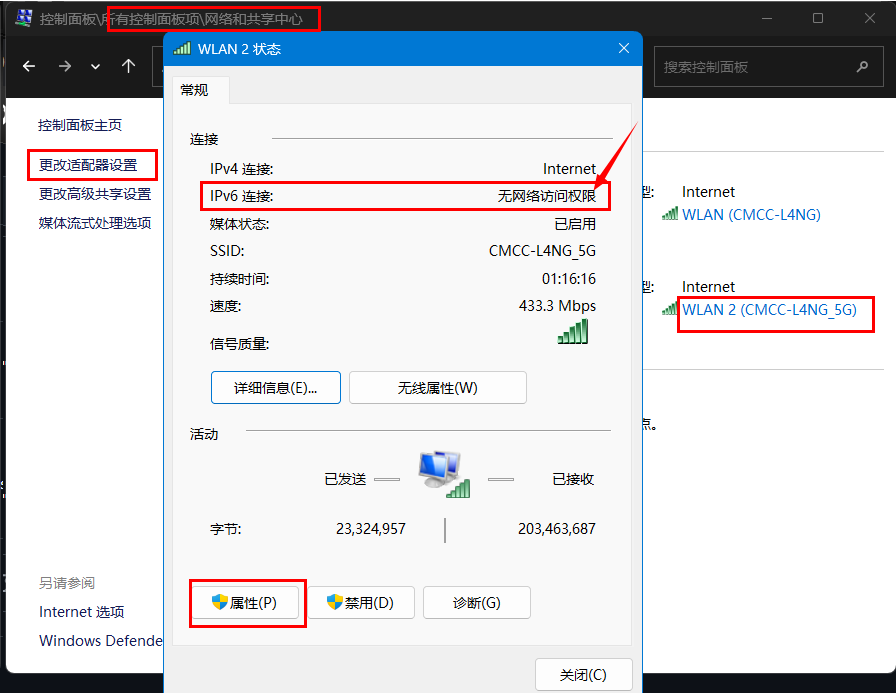 控制面板\所有控制面板项\网络和共享中心
搜索控制面板
控制面板主页
更改适配器设置
更改高级共享设置
媒体流式处理选项
另请参阅
Internet 选项
Windows Defende
WLAN 2 状态
常规
连接
IPv4 连接: Internet
IPv6 连接: 无网络访问权限
媒体状态: 已启用
SSID: CMCC-L4NG_5G
持续时间: 01:16:16
速度: 433.3 Mbps
信号质量:
详细信息(E)... 无线属性(W)
活动
已发送 已接收
字节: 23,324,957 203,463,687
属性(P) 禁用(D) 诊断(G)
关闭(C)
型: Internet
WLAN (CMCC-L4NG)
型: Internet
WLAN 2 (CMCC-L4NG_5G)
点。